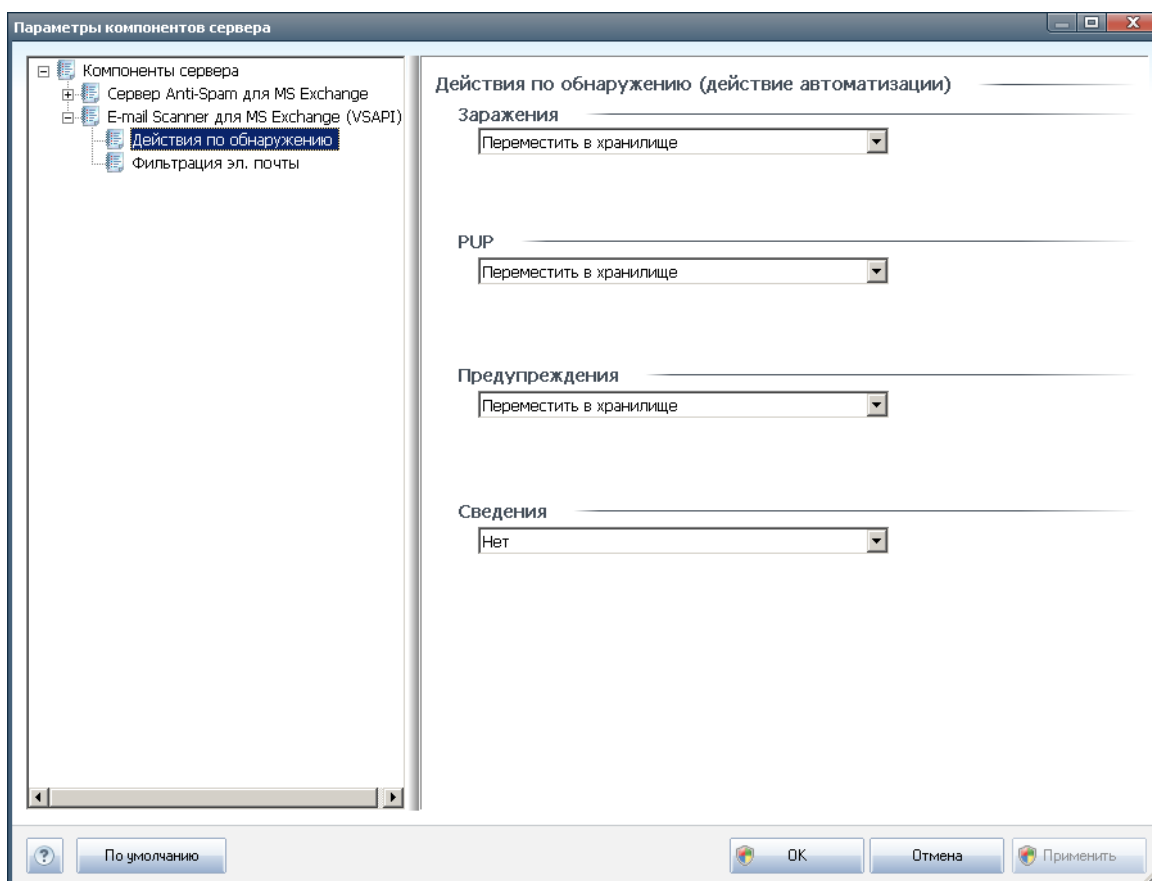 Параметры компонентов сервера
Компоненты сервера
Сервер Anti-Spam для MS Exchange
E-mail Scanner для MS Exchange (VSAPI)
Действия по обнаружению
Фильтрация эл. почты
Действия по обнаружению (действие автоматизации)
Заражения
Переместить в хранилище
PUP
Переместить в хранилище
Предупреждения
Переместить в хранилище
Сведения
Нет
? По умолчанию OK Отмена Применить